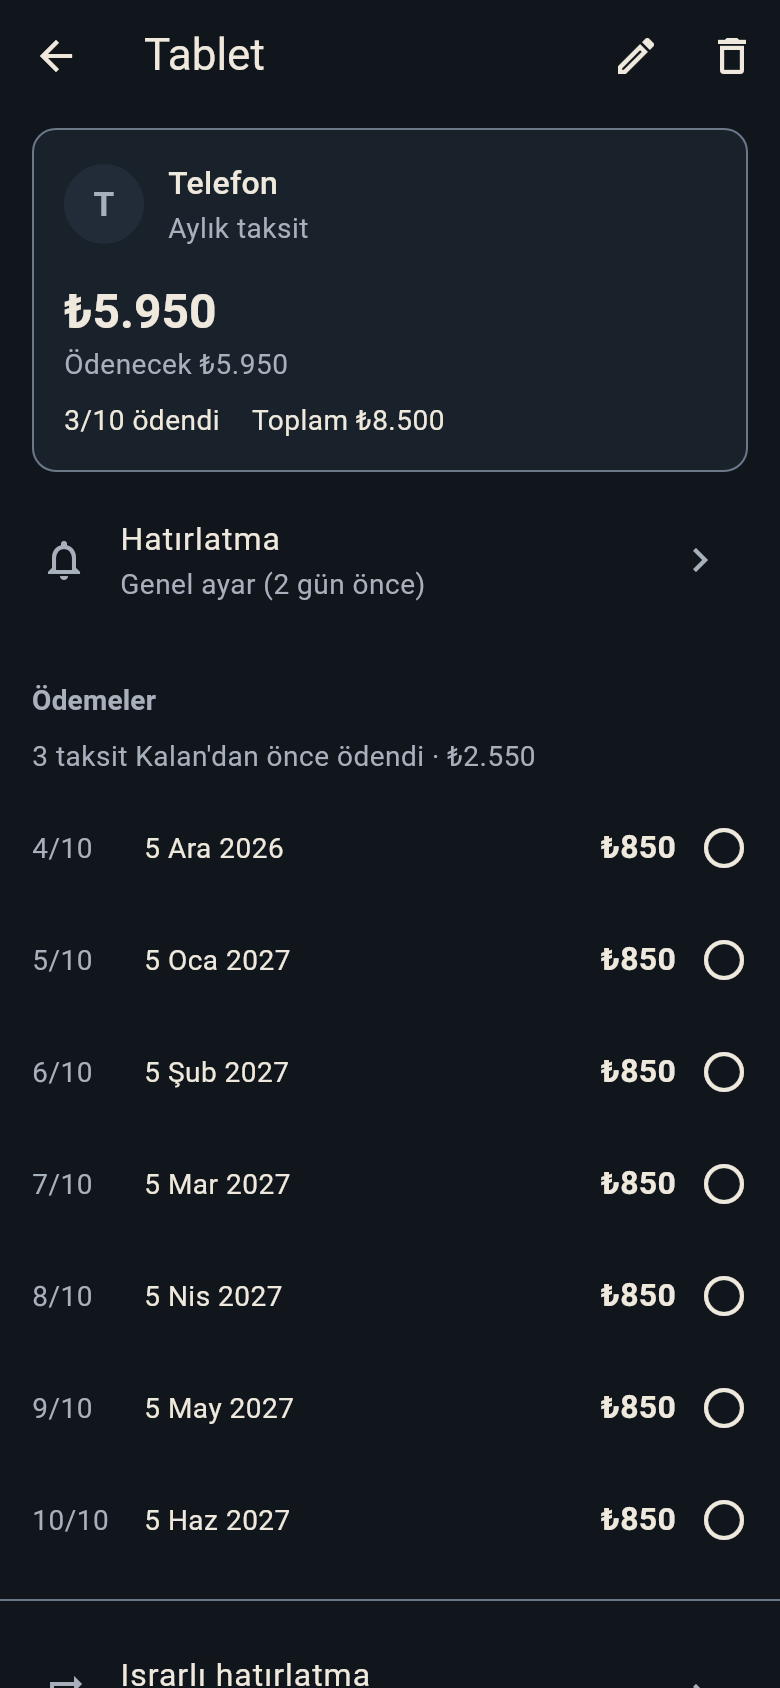 Tablet
T
Telefon
Aylık taksit
₺5.950
Ödenecek ₺5.950
3/10 ödendi Toplam ₺8.500
Hatırlatma
Genel ayar (2 gün önce)
Ödemeler
3 taksit Kalan'dan önce ödendi · ₺2.550
4/10 5 Ara 2026 ₺850
5/10 5 Oca 2027 ₺850
6/10 5 Şub 2027 ₺850
7/10 5 Mar 2027 ₺850
8/10 5 Nis 2027 ₺850
9/10 5 May 2027 ₺850
10/10 5 Haz 2027 ₺850
Israrlı hatırlatma